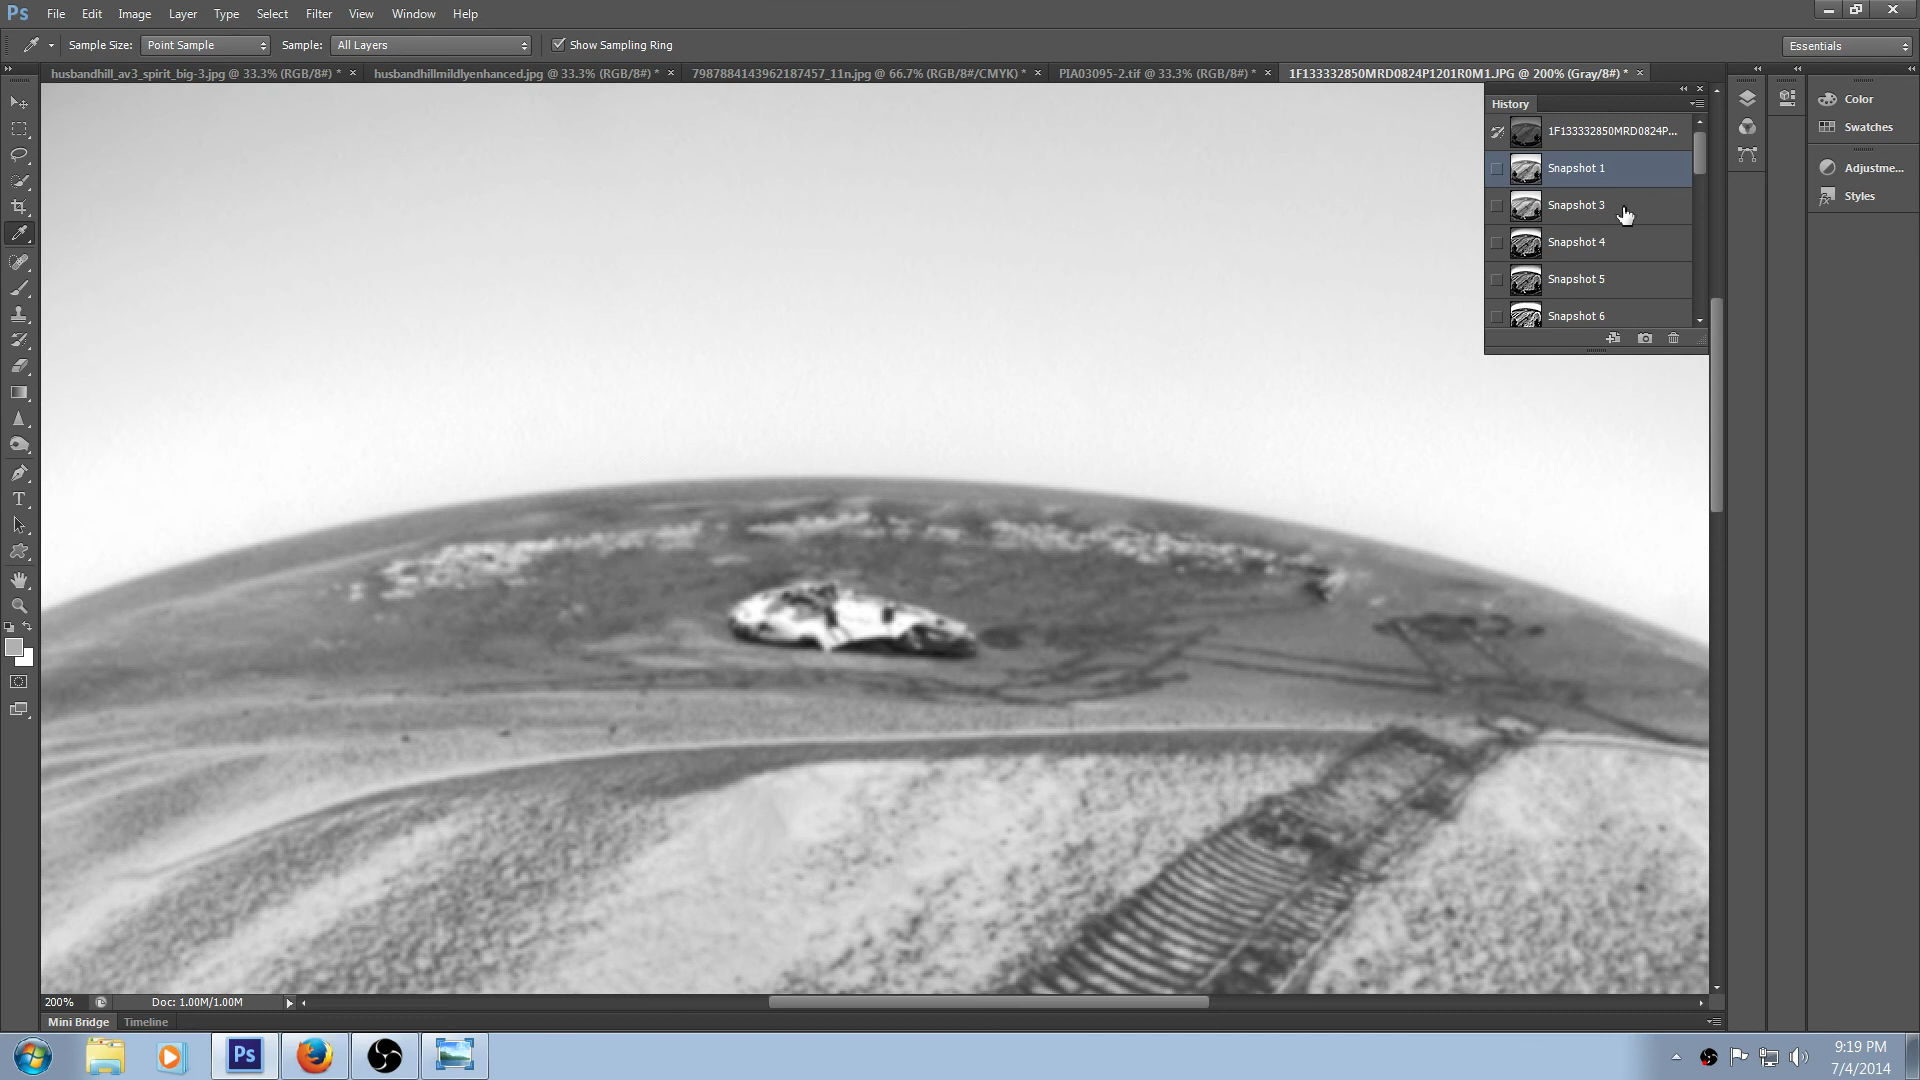 Ps File Edit Image Layer Type Select Filter View Window Help
Sample Size: Point Sample Sample: All Layers Show Sampling Ring Essentials
husbandhill_av3_spirit_big-3.jpg @ 33.3% (RGB/8#) * × husbandhillmildlyenhanced.jpg @ 33.3% (RGB/8#) * × 7987884143962187457_11n.jpg @ 66.7% (RGB/8#/CMYK) * × PIA03095-2.tif @ 33.3% (RGB/8#) * × 1F133332850MRD0824P1201R0M1.JPG @ 200% (Gray/8#) * ×
History
1F133332850MRD0824P...
Snapshot 1
Snapshot 3
Snapshot 4
Snapshot 5
Snapshot 6
Color
Swatches
Adjustme...
Styles
200% Doc: 1.00M/1.00M
Mini Bridge Timeline
Ps
9:19 PM
7/4/2014